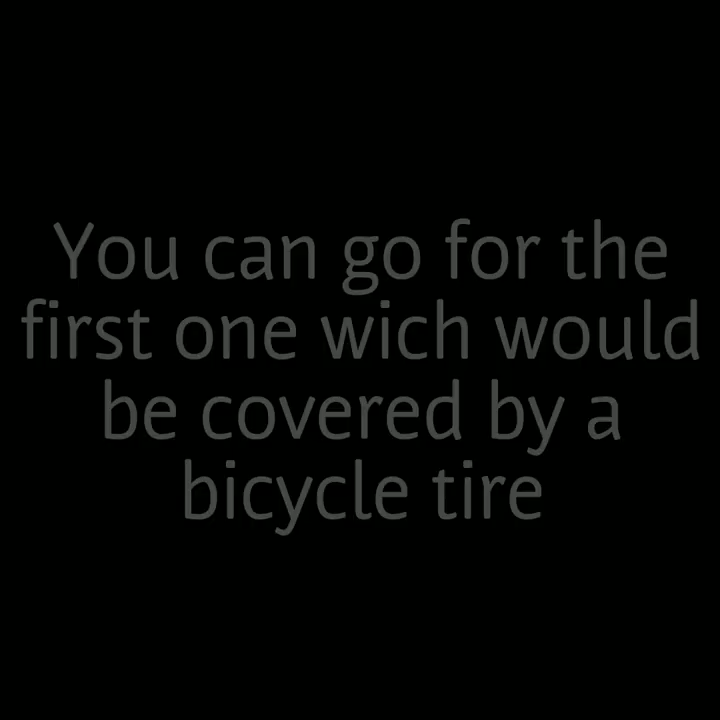 You can go for the
first one wich would
be covered by a
bicycle tire